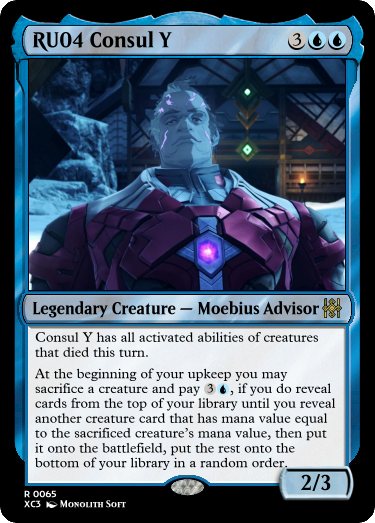 RU04 Consul Y 3
Legendary Creature — Moebius Advisor
Consul Y has all activated abilities of creatures
that died this turn.
At the beginning of your upkeep you may
sacrifice a creature and pay 3, if you do reveal
cards from the top of your library until you reveal
another creature card that has mana value equal
to the sacrificed creature's mana value, then put
it onto the battlefield, put the rest onto the
bottom of your library in a random order.
2/3
R 0065
XC3 Monolith Soft